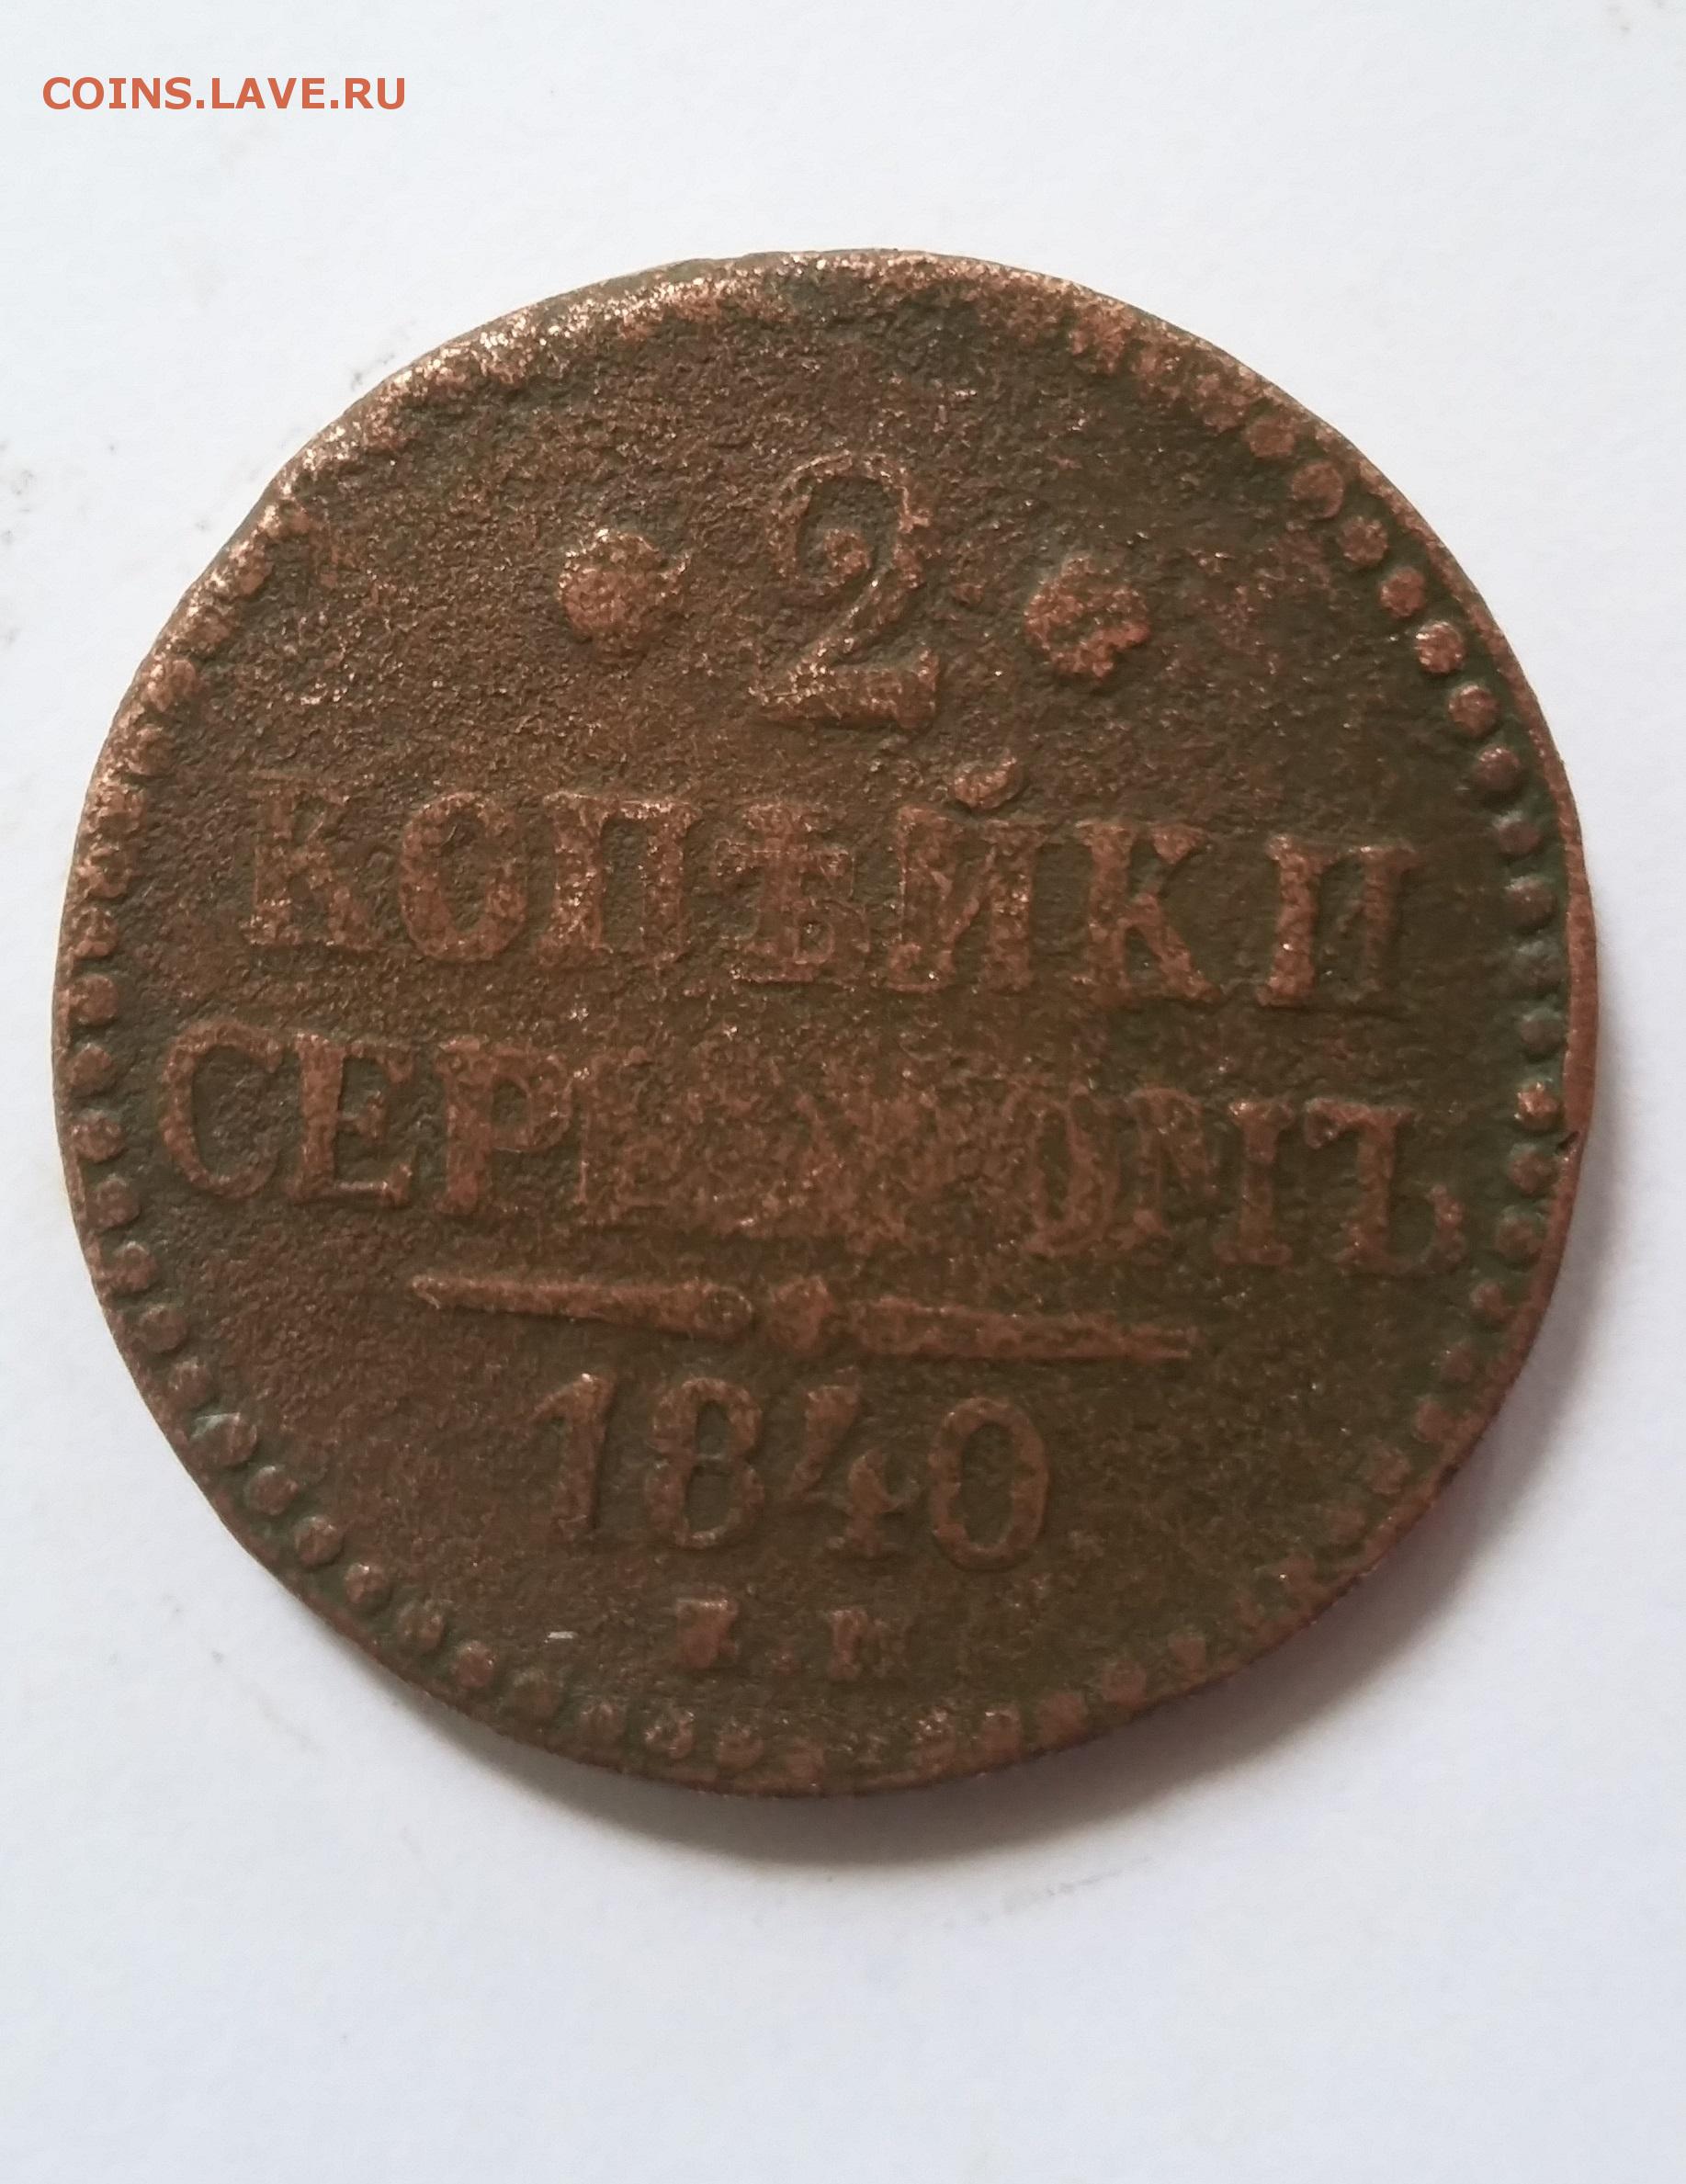 COINS.LAVE.RU
2
КОПѢЙКИ
СЕРЕБРОМЪ
1840